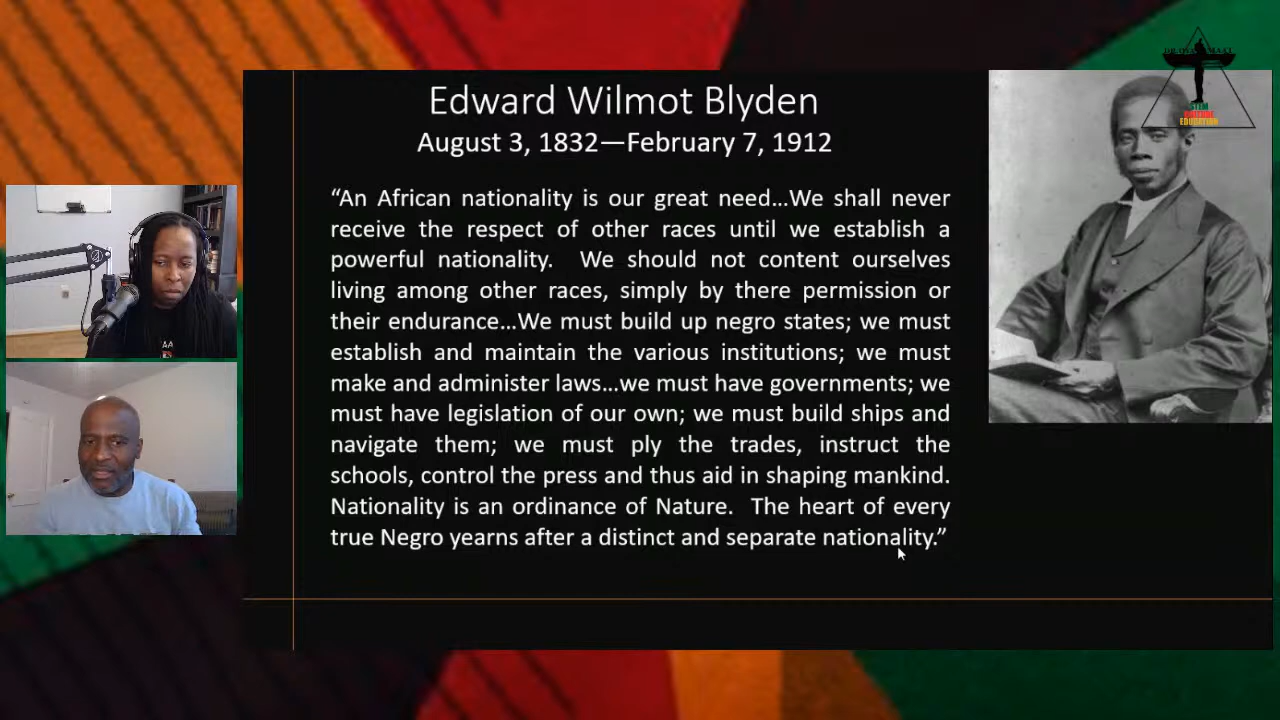 Edward Wilmot Blyden
August 3, 1832—February 7, 1912
“An African nationality is our great need…We shall never
receive the respect of other races until we establish a
powerful nationality.  We should not content ourselves
living among other races, simply by there permission or
their endurance…We must build up negro states; we must
establish and maintain the various institutions; we must
make and administer laws…we must have governments; we
must have legislation of our own; we must build ships and
navigate them; we must ply the trades, instruct the
schools, control the press and thus aid in shaping mankind.
Nationality is an ordinance of Nature.  The heart of every
true Negro yearns after a distinct and separate nationality.”
EDUCATION
AA